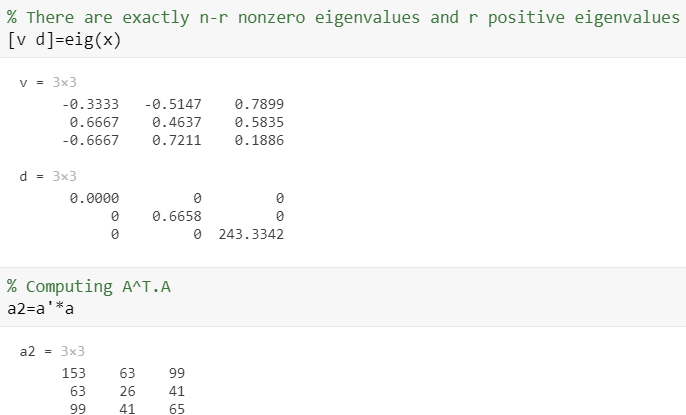 % There are exactly n-r nonzero eigenvalues and r positive eigenvalues
[v d]=eig(x)
v = 3×3
-0.3333 -0.5147 0.7899
0.6667 0.4637 0.5835
-0.6667 0.7211 0.1886
d = 3×3
0.0000 0 0
0 0.6658 0
0 0 243.3342
% Computing A^T.A
a2=a'*a
a2 = 3×3
153 63 99
63 26 41
99 41 65